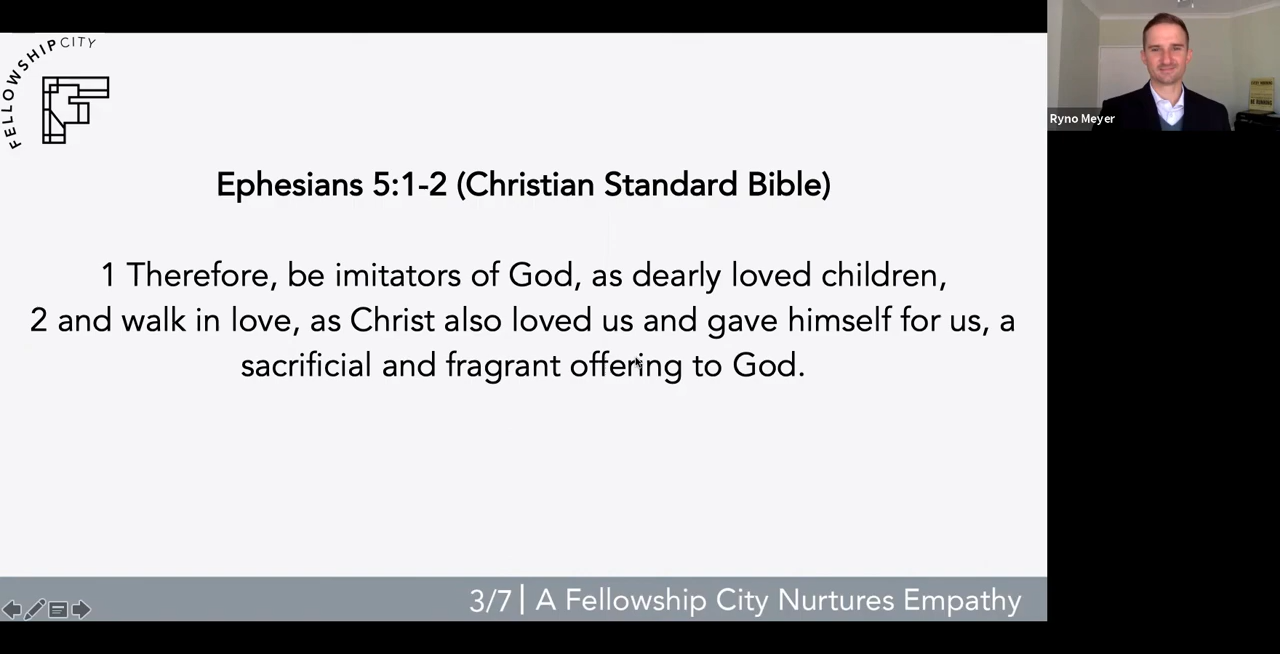 FELLOWSHIPCITY
Ephesians 5:1-2 (Christian Standard Bible)
1 Therefore, be imitators of God, as dearly loved children,
2 and walk in love, as Christ also loved us and gave himself for us, a
sacrificial and fragrant offering to God.
3/7| A Fellowship City Nurtures Empathy
Ryno Meyer